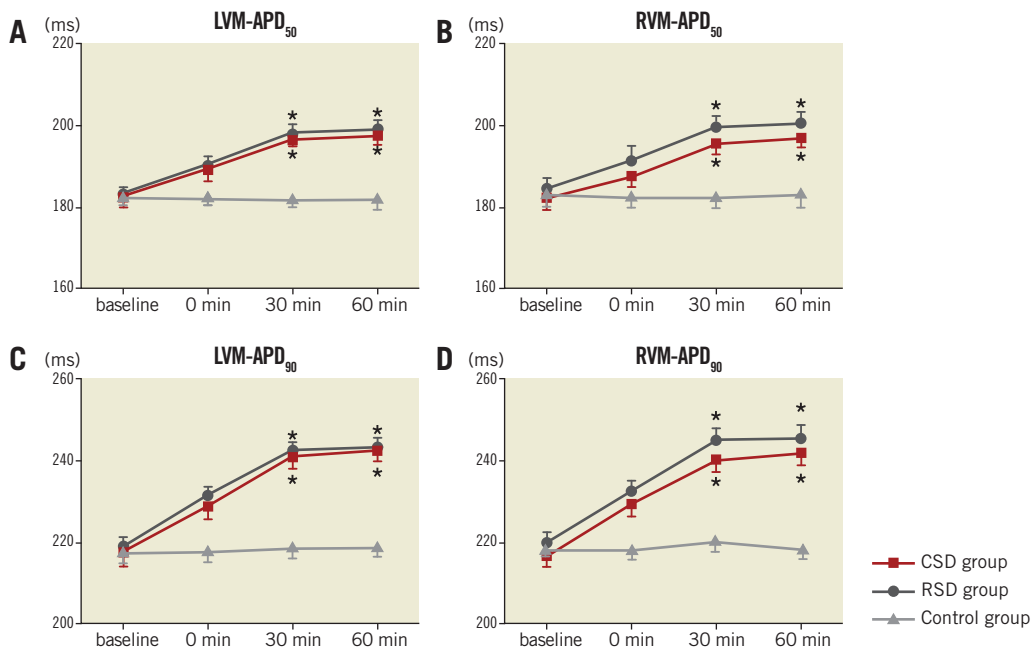 A (ms) LVM-APD50
220
200
180
160
baseline 0 min 30 min 60 min
* * * *
B (ms) RVM-APD50
220
200
180
160
baseline 0 min 30 min 60 min
* * * *
C (ms) LVM-APD90
260
240
220
200
baseline 0 min 30 min 60 min
* * * *
D (ms) RVM-APD90
260
240
220
200
baseline 0 min 30 min 60 min
* * * *
CSD group
RSD group
Control group